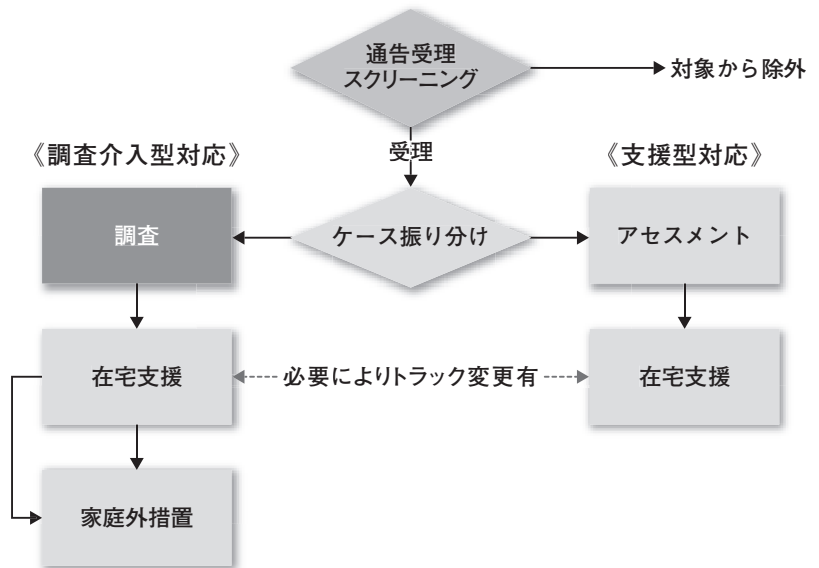 通告受理
スクリーニング
対象から除外
受理
《調査介入型対応》
《支援型対応》
調査
ケース振り分け
アセスメント
在宅支援
必要によりトラック変更有
在宅支援
家庭外措置